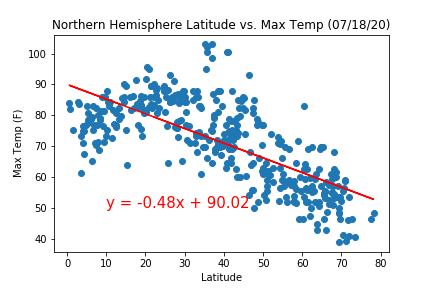 Northern Hemisphere Latitude vs. Max Temp (07/18/20)
100
90
80
70
60
50
40
Max Temp (F)
y = -0.48x + 90.02
0 10 20 30 40 50 60 70 80
Latitude